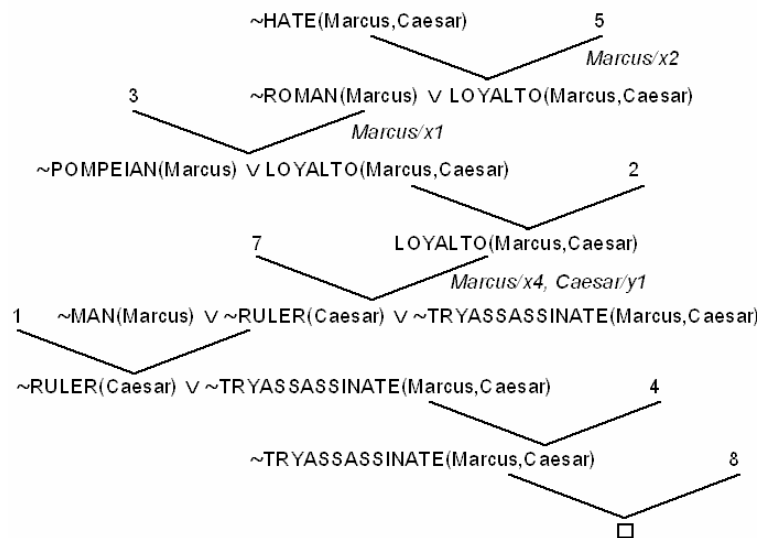 ~HATE(Marcus,Caesar) 5
Marcus/x2
3 ~ROMAN(Marcus) ∨ LOYALTO(Marcus,Caesar)
Marcus/x1
~POMPEIAN(Marcus) ∨ LOYALTO(Marcus,Caesar) 2
7 LOYALTO(Marcus,Caesar)
Marcus/x4, Caesar/y1
1 ~MAN(Marcus) ∨ ~RULER(Caesar) ∨ ~TRYASSASSINATE(Marcus,Caesar)
~RULER(Caesar) ∨ ~TRYASSASSINATE(Marcus,Caesar) 4
~TRYASSASSINATE(Marcus,Caesar) 8
□